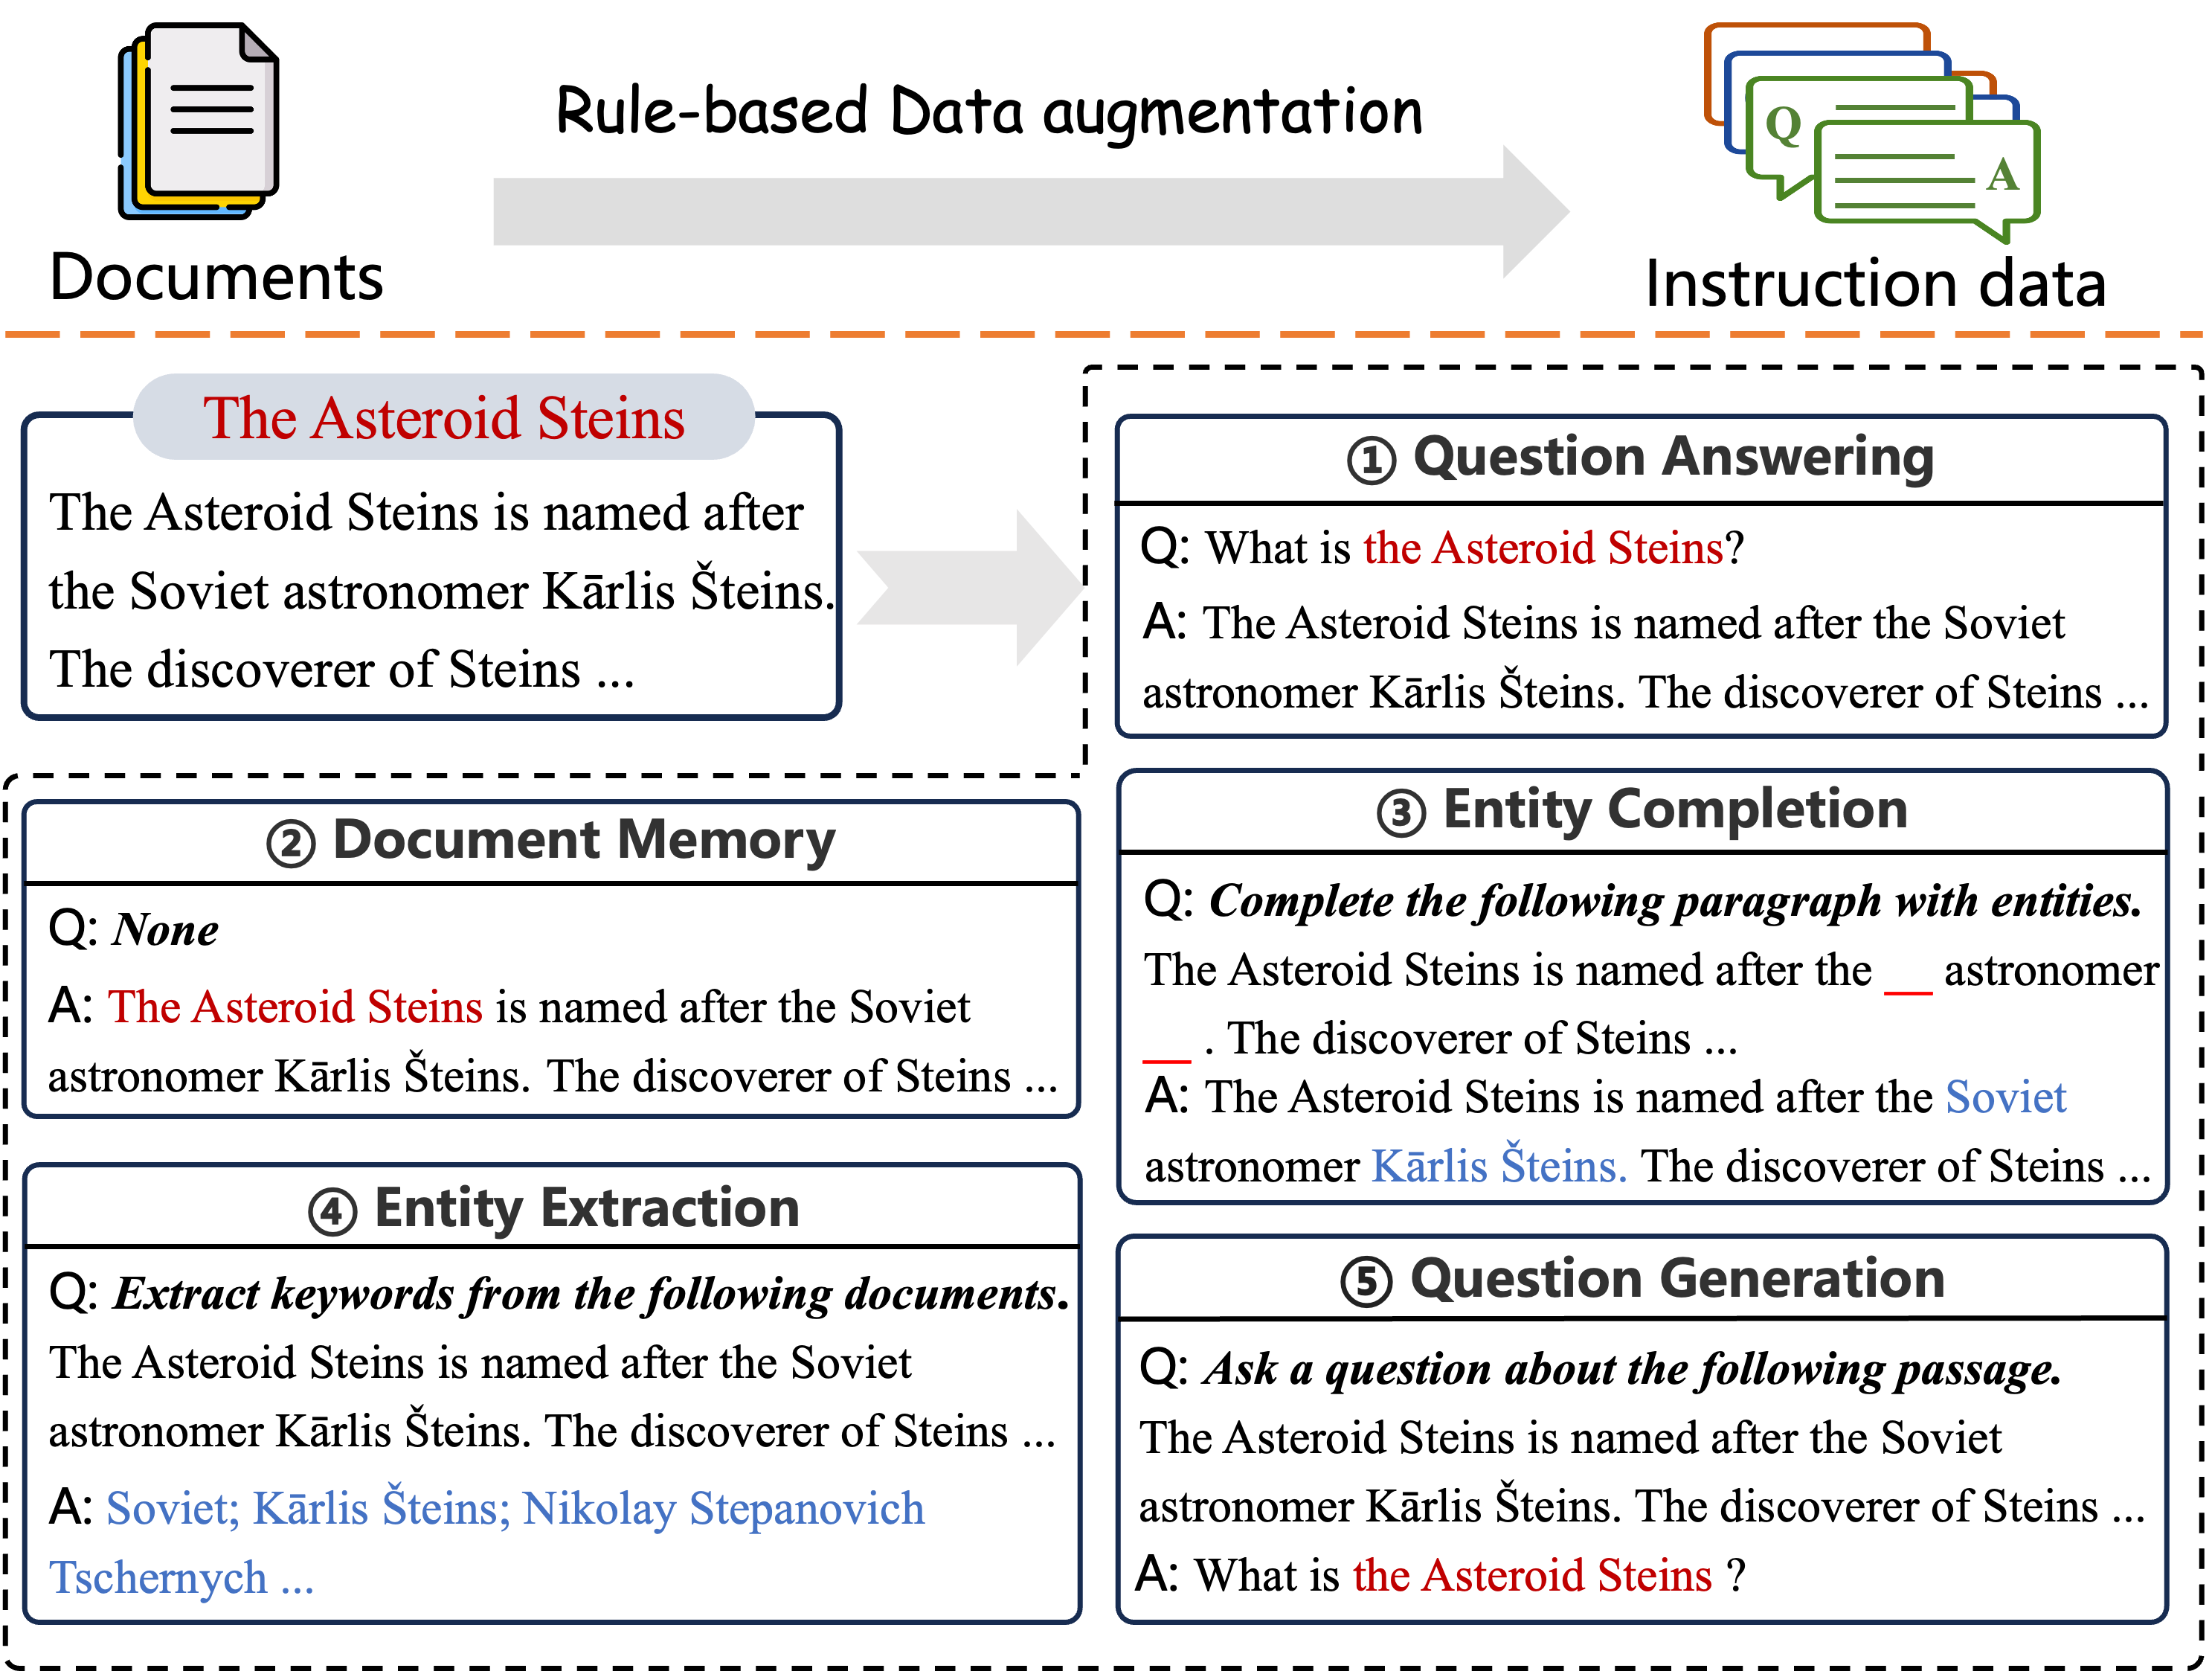 Rule-based Data augmentation
Q
A
Documents
Instruction data
The Asteroid Steins
The Asteroid Steins is named after
the Soviet astronomer Kārlis Šteins.
The discoverer of Steins ...
① Question Answering
Q: What is the Asteroid Steins?
A: The Asteroid Steins is named after the Soviet
astronomer Kārlis Šteins. The discoverer of Steins ...
② Document Memory
Q: None
A: The Asteroid Steins is named after the Soviet
astronomer Kārlis Šteins. The discoverer of Steins ...
③ Entity Completion
Q: Complete the following paragraph with entities.
The Asteroid Steins is named after the __ astronomer
__ . The discoverer of Steins ...
A: The Asteroid Steins is named after the Soviet
astronomer Kārlis Šteins. The discoverer of Steins ...
④ Entity Extraction
Q: Extract keywords from the following documents.
The Asteroid Steins is named after the Soviet
astronomer Kārlis Šteins. The discoverer of Steins ...
A: Soviet; Kārlis Šteins; Nikolay Stepanovich
Tschernych ...
⑤ Question Generation
Q: Ask a question about the following passage.
The Asteroid Steins is named after the Soviet
astronomer Kārlis Šteins. The discoverer of Steins ...
A: What is the Asteroid Steins ?